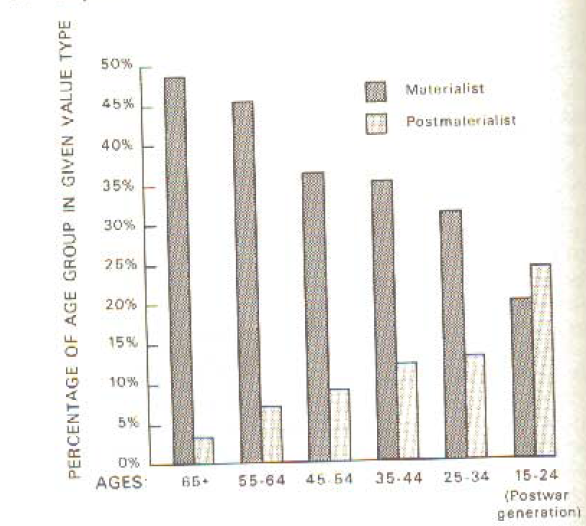 PERCENTAGE OF AGE GROUP IN GIVEN VALUE TYPE
50%
45%
40%
35%
30%
25%
20%
15%
10%
5%
0%
Materialist
Postmaterialist
AGES: 65+ 55-64 45-54 35-44 25-34 15-24
(Postwar
generation)